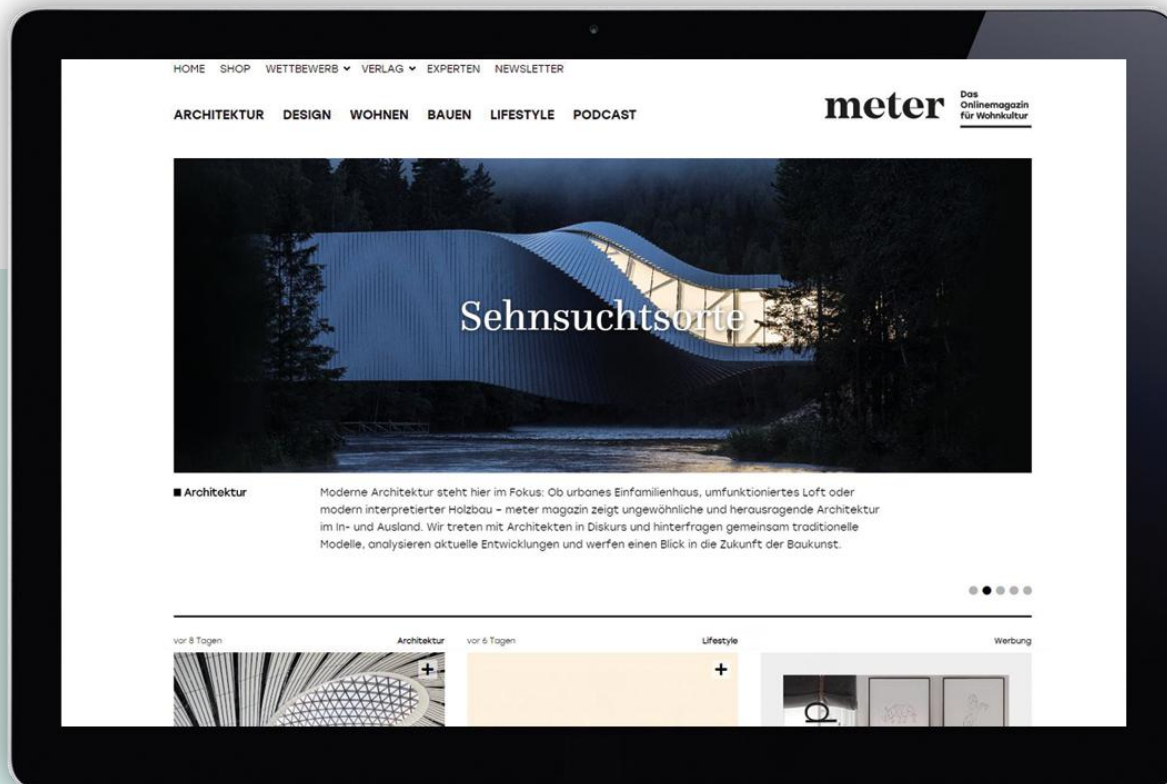 HOME SHOP WETTBEWERB VERLAG EXPERTEN NEWSLETTER
ARCHITEKTUR DESIGN WOHNEN BAUEN LIFESTYLE PODCAST
meter
Das
Onlinemagazin
für Wohnkultur
Sehnsuchtsorte
Architektur
Moderne Architektur steht hier im Fokus: Ob urbanes Einfamilienhaus, umfunktioniertes Loft oder
modern interpretierter Holzbau – meter magazin zeigt ungewöhnliche und herausragende Architektur
im In- und Ausland. Wir treten mit Architekten in Diskurs und hinterfragen gemeinsam traditionelle
Modelle, analysieren aktuelle Entwicklungen und werfen einen Blick in die Zukunft der Baukunst.
vor 8 Tagen Architektur vor 6 Tagen Lifestyle Werbung